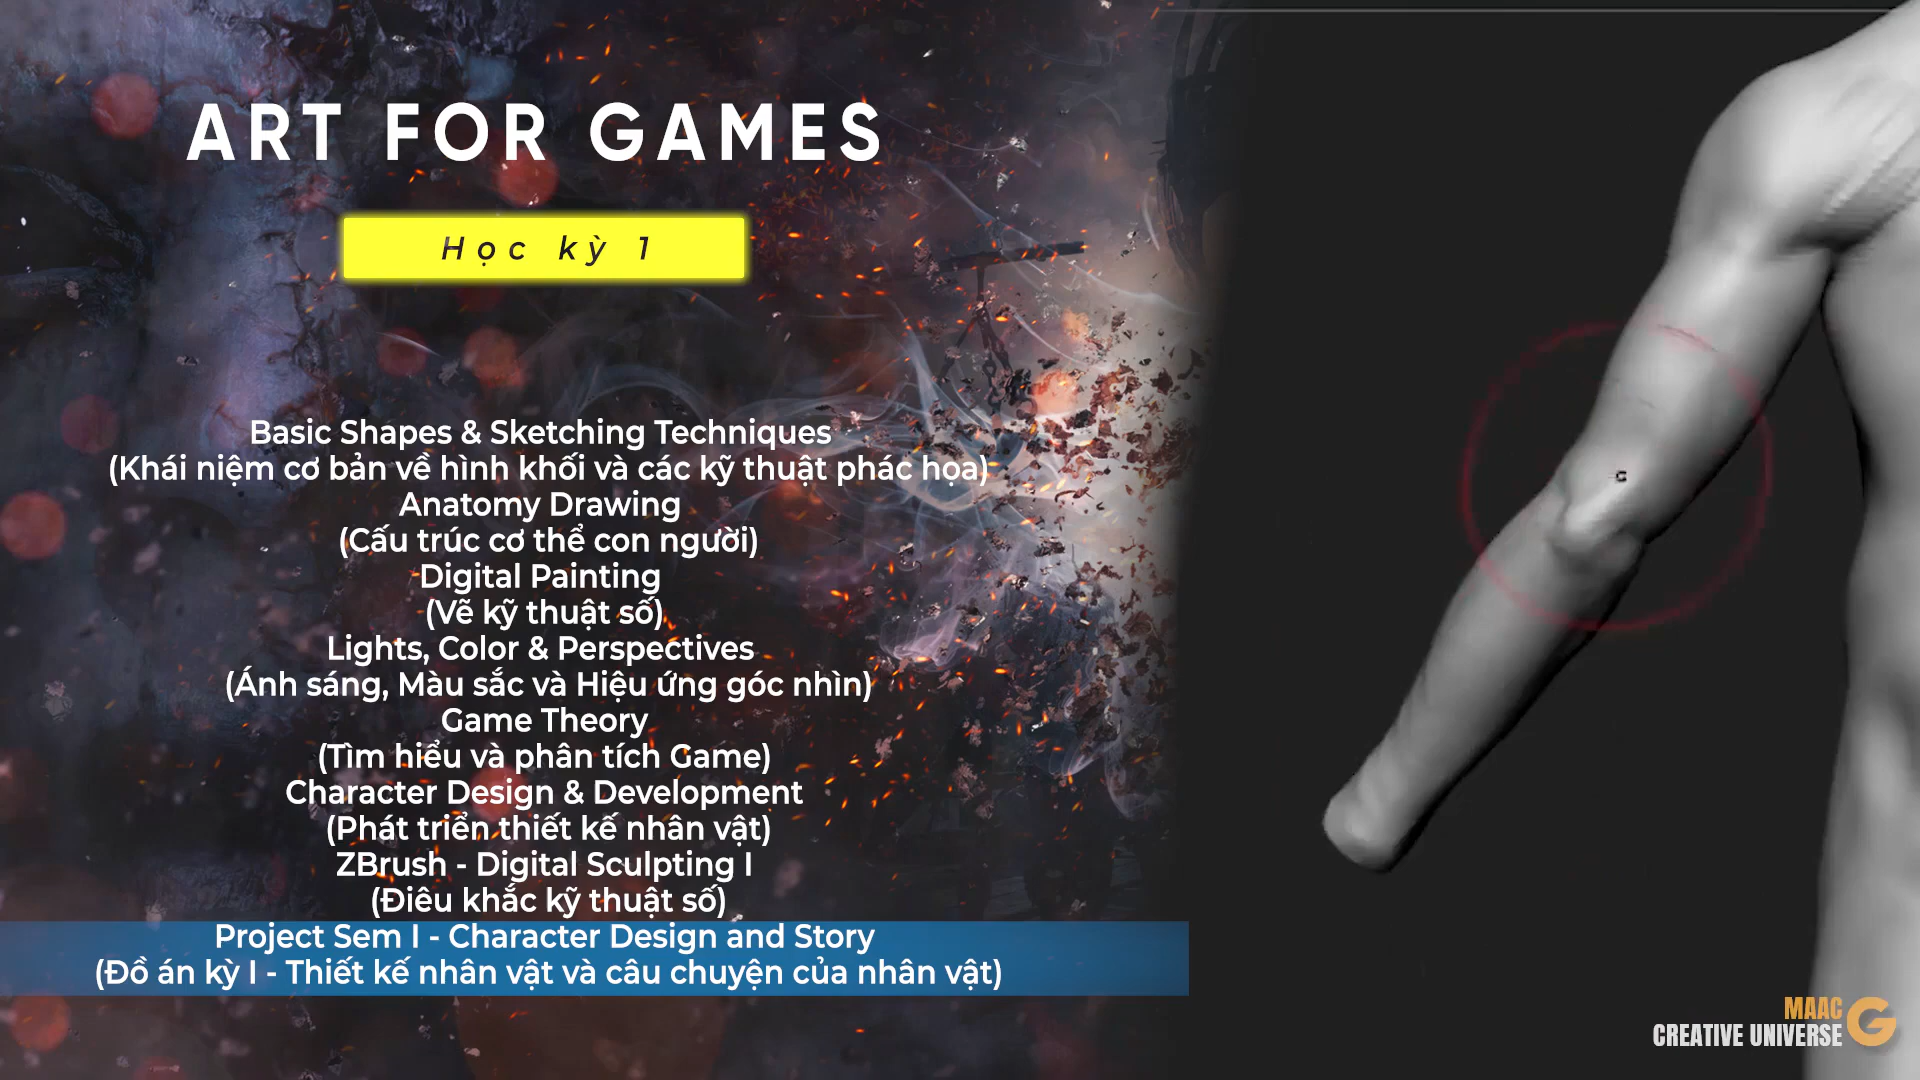 ART FOR GAMES
Học kỳ 1
Basic Shapes & Sketching Techniques
(Khái niệm cơ bản về hình khối và các kỹ thuật phác họa)
Anatomy Drawing
(Cấu trúc cơ thể con người)
Digital Painting
(Vẽ kỹ thuật số)
Lights, Color & Perspectives
(Ánh sáng, Màu sắc và Hiệu ứng góc nhìn)
Game Theory
(Tìm hiểu và phân tích Game)
Character Design & Development
(Phát triển thiết kế nhân vật)
ZBrush - Digital Sculpting I
(Điêu khắc kỹ thuật số)
Project Sem I - Character Design and Story
(Đồ án kỳ I - Thiết kế nhân vật và câu chuyện của nhân vật)
MAAC
CREATIVE UNIVERSE